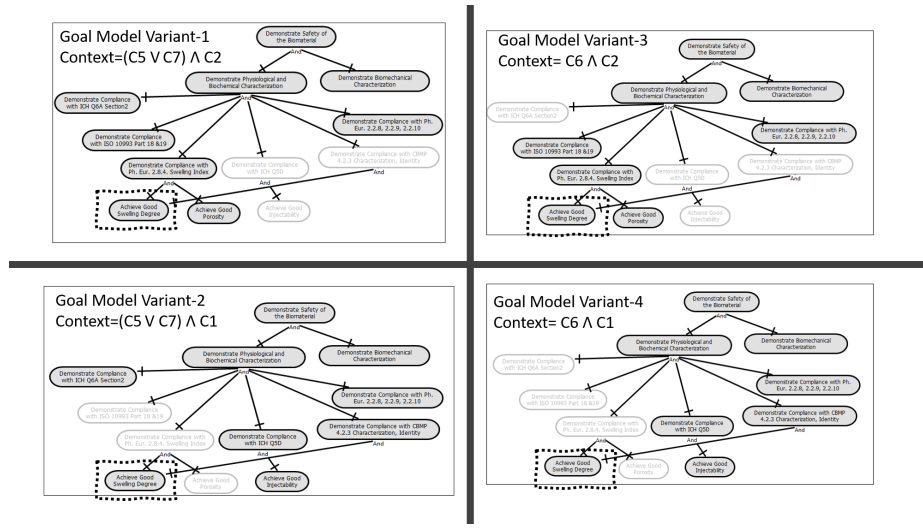 Goal Model Variant-1
Context=(C5 V C7) Λ C2
Demonstrate Safety of
the Biomaterial
And
Demonstrate Physiological and
Biochemical Characterization
Demonstrate Biomechanical
Characterization
And
Demonstrate Compliance
with ICH Q6A Section2
Demonstrate Compliance with Ph.
Eur. 2.2.8, 2.2.9, 2.2.10
Demonstrate Compliance
with ISO 10993 Part 18 &19
Demonstrate Compliance with CBMP
4.2.3 Characterization, Identity
Demonstrate Compliance with
Ph. Eur. 2.8.4. Swelling Index
Demonstrate Compliance
with ICH Q5D
And
And
And
Achieve Good
Swelling Degree
Achieve Good
Porosity
Achieve Good
Injectability
Goal Model Variant-3
Context= C6 Λ C2
Demonstrate Safety of
the Biomaterial
And
Demonstrate Physiological and
Biochemical Characterization
Demonstrate Biomechanical
Characterization
And
Demonstrate Compliance
with ICH Q6A Section2
Demonstrate Compliance with Ph.
Eur. 2.2.8, 2.2.9, 2.2.10
Demonstrate Compliance
with ISO 10993 Part 18 &19
Demonstrate Compliance with CBMP
4.2.3 Characterization, Identity
Demonstrate Compliance with
Ph. Eur. 2.8.4. Swelling Index
Demonstrate Compliance
with ICH Q5D
And
And
And
Achieve Good
Swelling Degree
Achieve Good
Porosity
Achieve Good
Injectability
Goal Model Variant-2
Context=(C5 V C7) Λ C1
Demonstrate Safety of
the Biomaterial
And
Demonstrate Physiological and
Biochemical Characterization
Demonstrate Biomechanical
Characterization
And
Demonstrate Compliance
with ICH Q6A Section2
Demonstrate Compliance with Ph.
Eur. 2.2.8, 2.2.9, 2.2.10
Demonstrate Compliance
with ISO 10993 Part 18 &19
Demonstrate Compliance with CBMP
4.2.3 Characterization, Identity
Demonstrate Compliance with
Ph. Eur. 2.8.4. Swelling Index
Demonstrate Compliance
with ICH Q5D
And
And
And
Achieve Good
Swelling Degree
Achieve Good
Porosity
Achieve Good
Injectability
Goal Model Variant-4
Context= C6 Λ C1
Demonstrate Safety of
the Biomaterial
And
Demonstrate Physiological and
Biochemical Characterization
Demonstrate Biomechanical
Characterization
And
Demonstrate Compliance
with ICH Q6A Section2
Demonstrate Compliance with Ph.
Eur. 2.2.8, 2.2.9, 2.2.10
Demonstrate Compliance
with ISO 10993 Part 18 &19
Demonstrate Compliance with CBMP
4.2.3 Characterization, Identity
Demonstrate Compliance with
Ph. Eur. 2.8.4. Swelling Index
Demonstrate Compliance
with ICH Q5D
And
And
And
Achieve Good
Swelling Degree
Achieve Good
Porosity
Achieve Good
Injectability